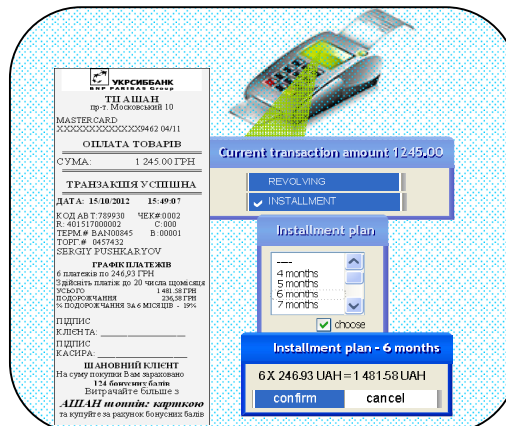 УКРСИББАНК
BNP PARIBAS Group
ТЦ АШАН
пр-т. Московський 10
MASTERCARD
XXXXXXXXXXXXX9462 04/11
ОПЛАТА ТОВАРІВ
СУМА: 1 245.00 ГРН
ТРАНЗАКЦІЯ УСПІШНА
ДАТА: 15/10/2012 15:49:07
КОД АВТ:789930 ЧЕК#:0002
R: 401517000002 C:000
ТЕРМ.# BAN00845 B:00001
ТОРГ.# 0457432
SERGIY PUSHKARYOV
ГРАФІК ПЛАТЕЖІВ
6 платежів по 246,93 ГРН
Здійсніть платіж до 20 числа щомісяця
УСЬОГО 1 481.58 ГРН
ПОДОРОЖЧАННЯ 236,58 ГРН
% ПОДОРОЖЧАННЯ ЗА 6 МІСЯЦІВ - 19%
ПІДПИС
КЛІЄНТА:
ПІДПИС
КАСИРА:
ШАНОВНИЙ КЛІЄНТ
На суму покупки Вам зараховано
124 бонусних балів
Витрачайте більше з
АШАН шоппінг карткою
та купуйте за рахунок бонусних балів
Current transaction amount 1245.00
REVOLVING
INSTALLMENT
Installment plan
----
4 months
5 months
6 months
7 months
choose
Installment plan - 6 months
6 X 246.93 UAH = 1 481.58 UAH
confirm cancel